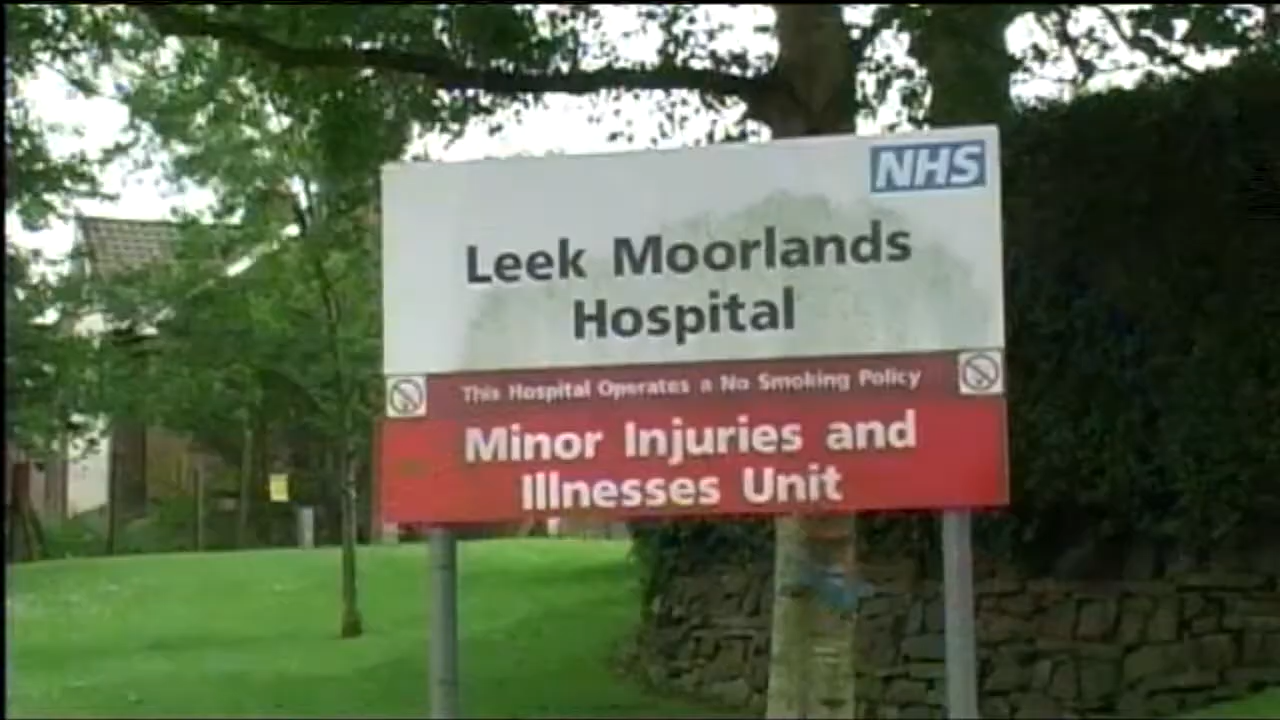 NHS
Leek Moorlands
Hospital
This Hospital Operates a No Smoking Policy
Minor Injuries and
Illnesses Unit